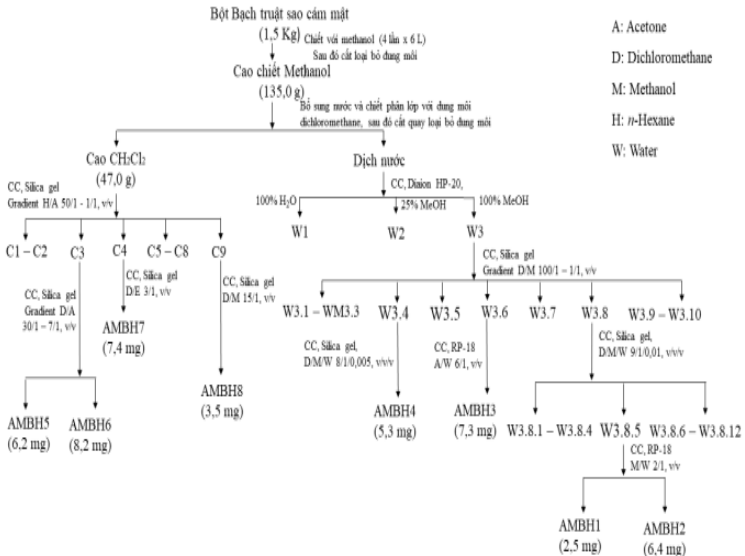 Bột Bạch truật sao cám mật
(1,5 Kg)
Chiết với methanol (4 lần x 6 L)
Sau đó cất loại bỏ dung môi
Cao chiết Methanol
(135,0 g)
Bổ sung nước và chiết phân lớp với dung môi
dichloromethane, sau đó cất quay loại bỏ dung môi
A: Acetone
D: Dichloromethane
M: Methanol
H: n-Hexane
W: Water
Cao CH2Cl2
(47,0 g)
Dịch nước
CC, Silica gel
Gradient H/A 50/1 - 1/1, v/v
CC, Diaion HP-20,
100% H2O
25% MeOH
100% MeOH
C1 – C2
C3
C4
C5 – C8
C9
W1
W2
W3
CC, Silica gel
Gradient D/M 100/1 – 1/1, v/v
CC, Silica gel
Gradient D/A
30/1 – 7/1, v/v
CC, Silica gel
D/E 3/1, v/v
CC, Silica gel
D/M 15/1, v/v
W3.1 – WM3.3
W3.4
W3.5
W3.6
W3.7
W3.8
W3.9 – W3.10
AMBH7
(7,4 mg)
CC, Silica gel,
D/M/W 8/1/0,005, v/v/v
CC, RP-18
A/W 6/1, v/v
CC, Silica gel,
D/M/W 9/1/0,01, v/v/v
AMBH5
(6,2 mg)
AMBH6
(8,2 mg)
AMBH8
(3,5 mg)
AMBH4
(5,3 mg)
AMBH3
(7,3 mg)
W3.8.1 – W3.8.4
W3.8.5
W3.8.6 – W3.8.12
CC, RP-18
M/W 2/1, v/v
AMBH1
(2,5 mg)
AMBH2
(6,4 mg)